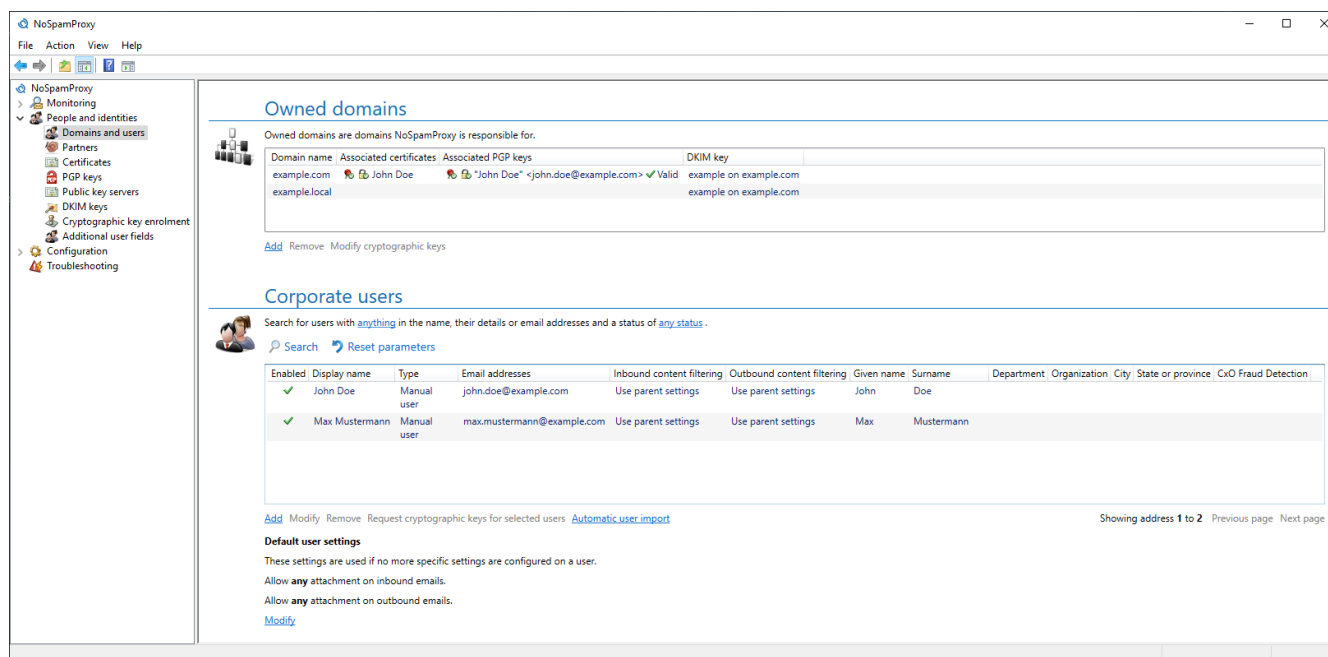 NoSpamProxy
File Action View Help
NoSpamProxy
Monitoring
People and identities
Domains and users
Partners
Certificates
PGP keys
Public key servers
DKIM keys
Cryptographic key enrolment
Additional user fields
Configuration
Troubleshooting
Owned domains
Owned domains are domains NoSpamProxy is responsible for.
Domain name Associated certificates Associated PGP keys DKIM key
example.com John Doe "John Doe" <john.doe@example.com> Valid example on example.com
example.local example on example.com
Add Remove Modify cryptographic keys
Corporate users
Search for users with anything in the name, their details or email addresses and a status of any status .
Search Reset parameters
Enabled Display name Type Email addresses Inbound content filtering Outbound content filtering Given name Surname Department Organization City State or province CxO Fraud Detection
John Doe Manual user john.doe@example.com Use parent settings Use parent settings John Doe
Max Mustermann Manual user max.mustermann@example.com Use parent settings Use parent settings Max Mustermann
Add Modify Remove Request cryptographic keys for selected users Automatic user import Showing address 1 to 2 Previous page Next page
Default user settings
These settings are used if no more specific settings are configured on a user.
Allow any attachment on inbound emails.
Allow any attachment on outbound emails.
Modify